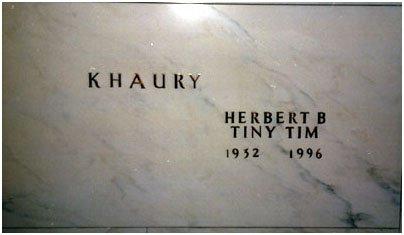 KHAURY
HERBERT B
TINY TIM
1932 1996